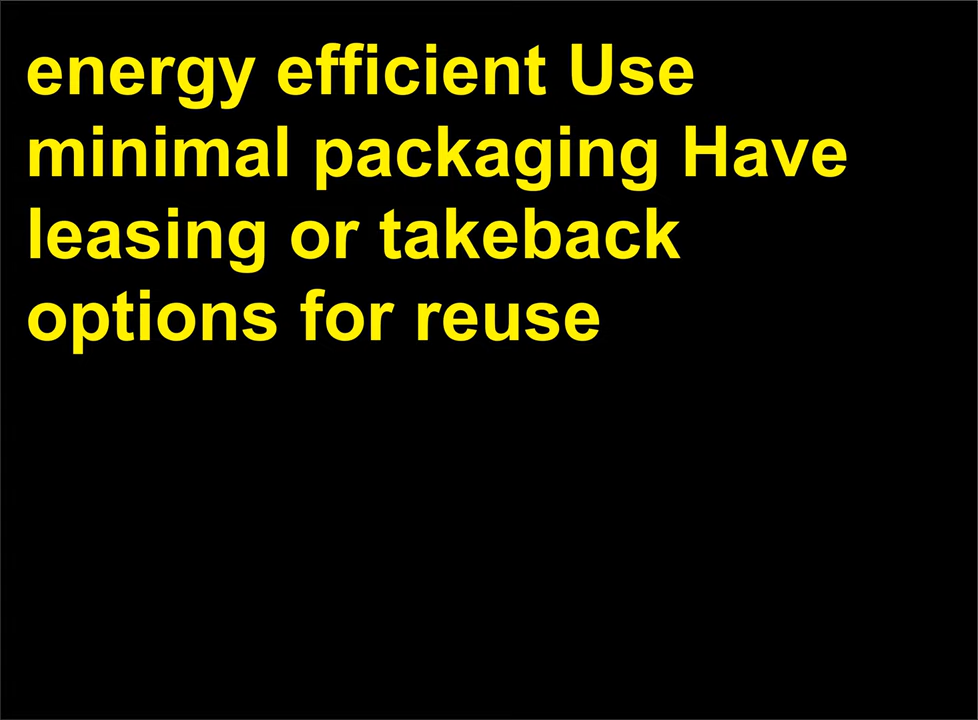 energy efficient Use
minimal packaging Have
leasing or takeback
options for reuse